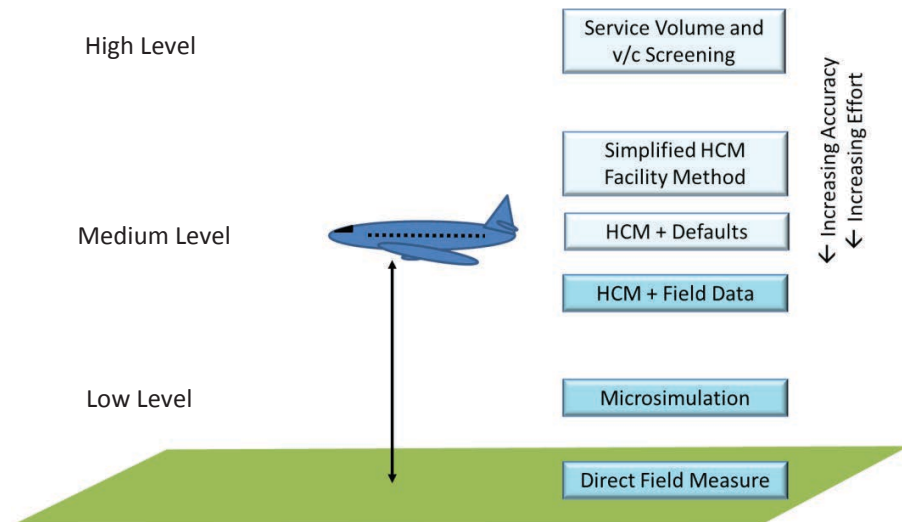 High Level
Service Volume and
v/c Screening
Simplified HCM
Facility Method
Medium Level
HCM + Defaults
HCM + Field Data
Low Level
Microsimulation
Direct Field Measure
← Increasing Accuracy
← Increasing Effort